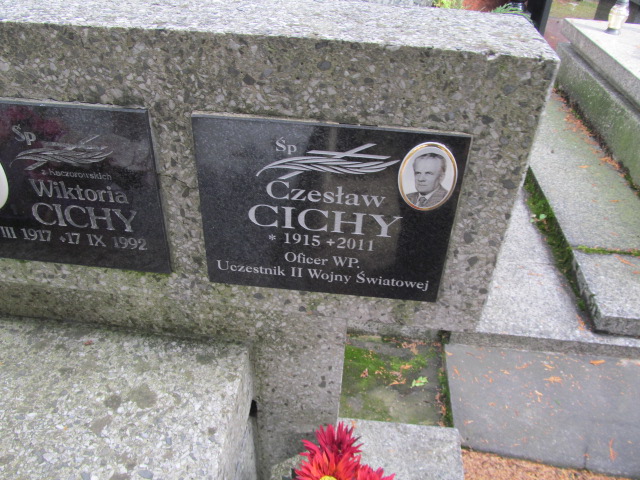 Śp
z Kaczorowskich
Wiktoria
CICHY
III 1917 +17 IX 1992
Śp
Czesław
CICHY
* 1915 +2011
Oficer WP.
Uczestnik II Wojny Światowej